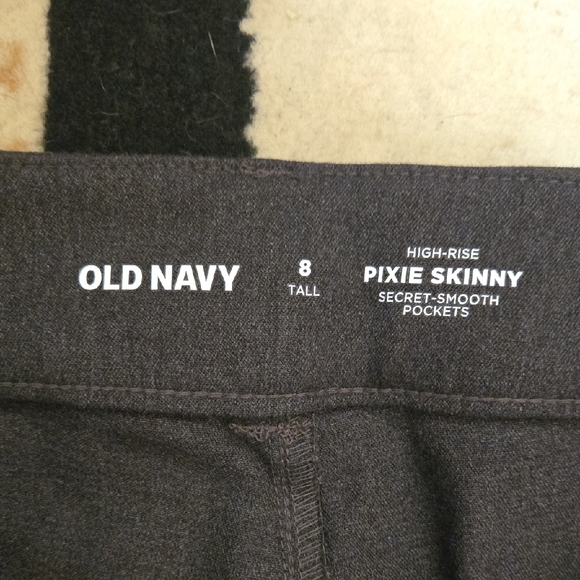 OLD NAVY
8
TALL
HIGH-RISE
PIXIE SKINNY
SECRET-SMOOTH
POCKETS